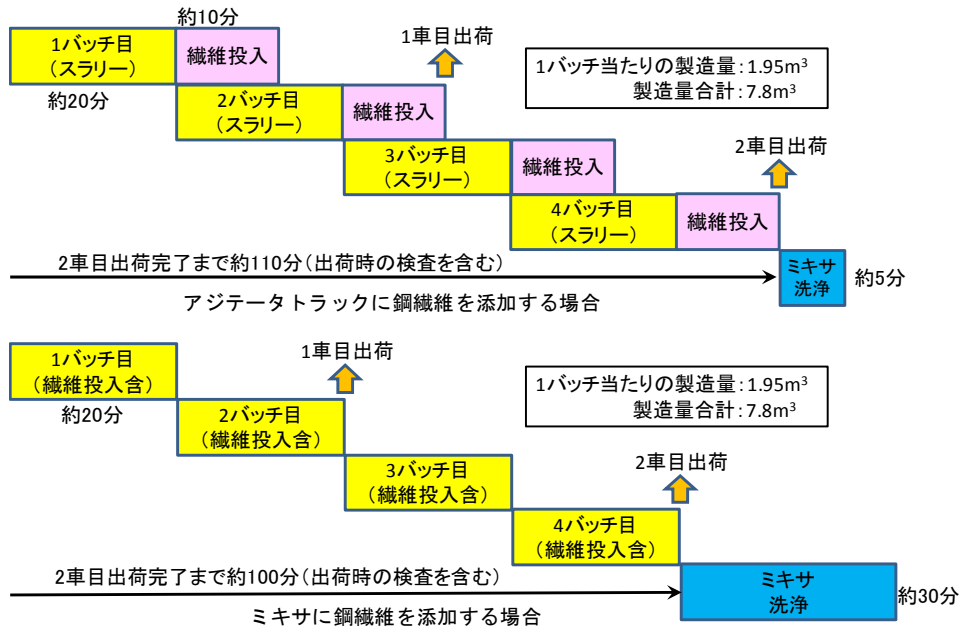 約10分
1バッチ目
(スラリー)
繊維投入
約20分
1車目出荷
1バッチ当たりの製造量:1.95m³
製造量合計:7.8m³
2バッチ目
(スラリー)
繊維投入
3バッチ目
(スラリー)
繊維投入
2車目出荷
4バッチ目
(スラリー)
繊維投入
2車目出荷完了まで約110分(出荷時の検査を含む)
ミキサ
洗浄
約5分
アジテータトラックに鋼繊維を添加する場合
1バッチ目
(繊維投入含)
約20分
1車目出荷
1バッチ当たりの製造量:1.95m³
製造量合計:7.8m³
2バッチ目
(繊維投入含)
3バッチ目
(繊維投入含)
2車目出荷
4バッチ目
(繊維投入含)
2車目出荷完了まで約100分(出荷時の検査を含む)
ミキサ
洗浄
約30分
ミキサに鋼繊維を添加する場合